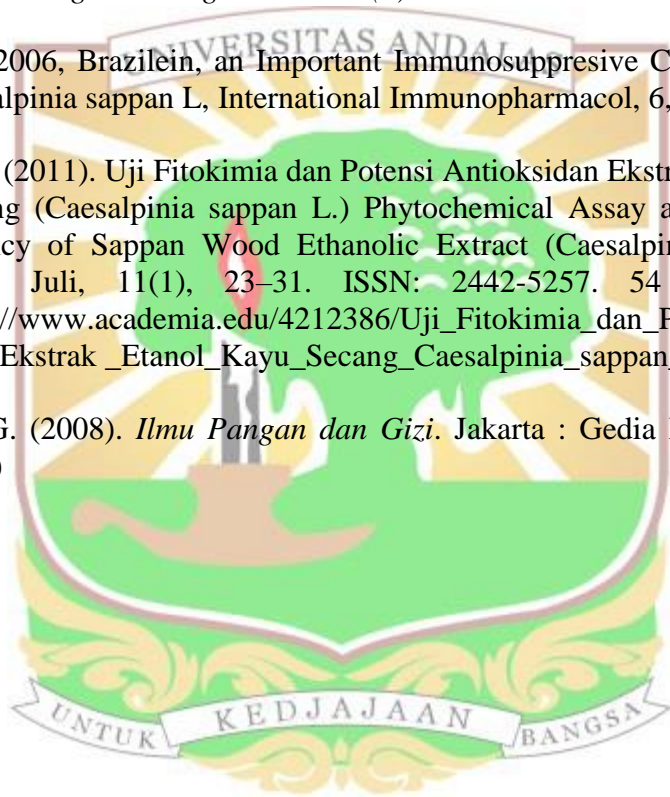 UNIVERSITAS ANDALAS
2006, Brazilein, an Important Immunosuppresive C
alpinia sappan L, International Immunopharmacol, 6,
(2011). Uji Fitokimia dan Potensi Antioksidan Ekstr
ng (Caesalpinia sappan L.) Phytochemical Assay a
cy of Sappan Wood Ethanolic Extract (Caesalpin
Juli, 11(1), 23–31. ISSN: 2442-5257. 54
//www.academia.edu/4212386/Uji_Fitokimia_dan_P
Ekstrak _Etanol_Kayu_Secang_Caesalpinia_sappan_
G. (2008). Ilmu Pangan dan Gizi. Jakarta : Gedia
)
UNTUK KEDJAJAAN BANGSA